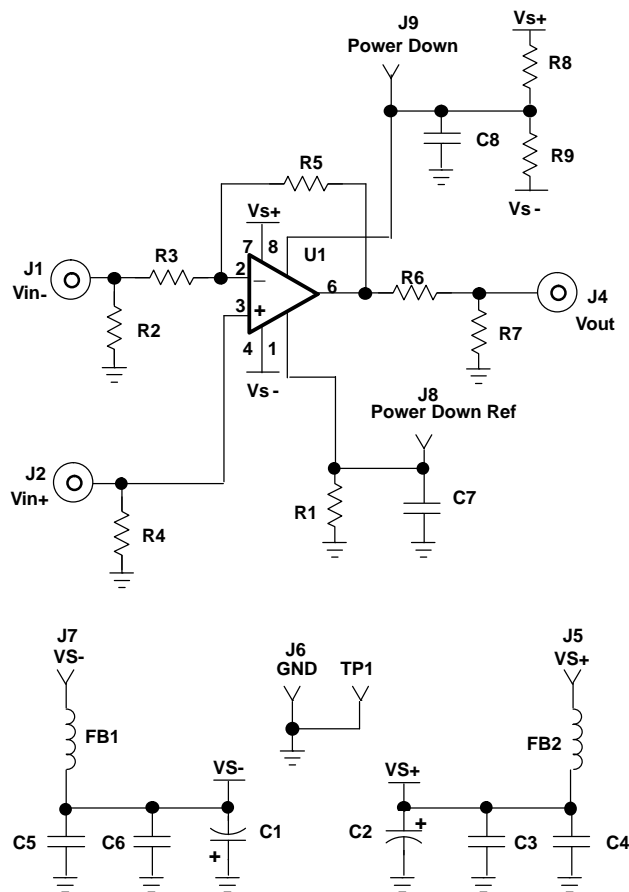 J9
Power Down
Vs+
R8
C8
R9
Vs-
R5
Vs+
7 8
U1
J1
Vin-
R3
2
–
R2
3
+
6
R6
J4
Vout
R7
4 1
Vs-
J8
Power Down Ref
J2
Vin+
R4
R1
C7
J7
VS-
J6
GND
TP1
J5
VS+
FB1
FB2
VS-
VS+
C5
C6
C1
+
C2
+
C3
C4